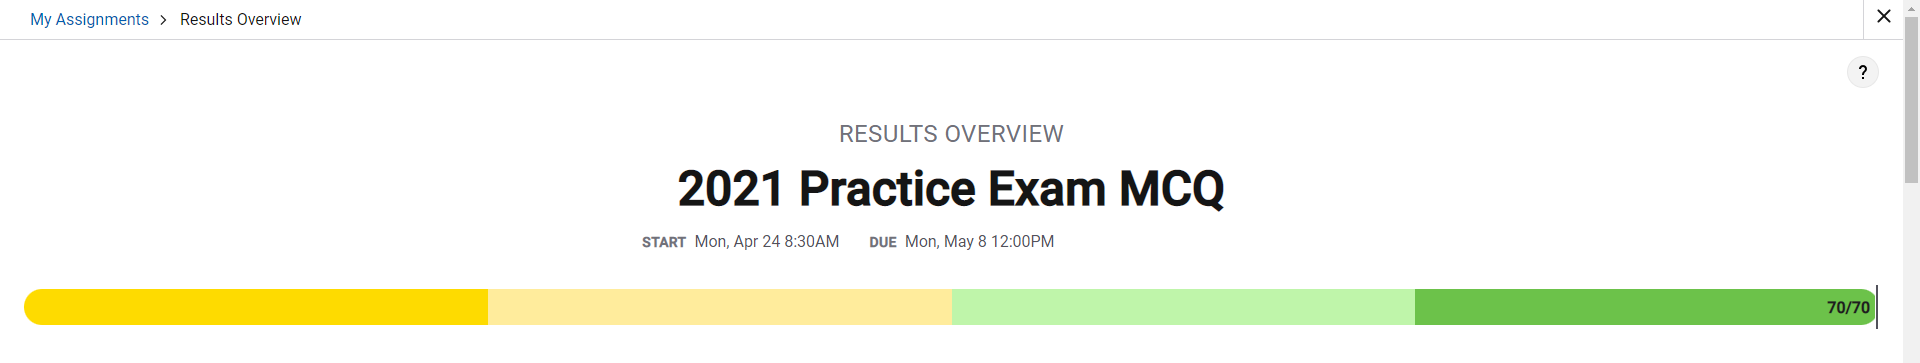 My Assignments > Results Overview
?
RESULTS OVERVIEW
2021 Practice Exam MCQ
START Mon, Apr 24 8:30AM DUE Mon, May 8 12:00PM
70/70